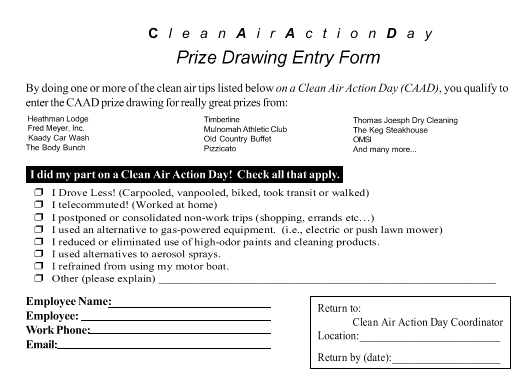 Clean Air Action Day
Prize Drawing Entry Form
By doing one or more of the clean air tips listed below on a Clean Air Action Day (CAAD), you qualify to
enter the CAAD prize drawing for really great prizes from:
Heathman Lodge
Fred Meyer, Inc.
Kaady Car Wash
The Body Bunch
Timberline
Mulnomah Athletic Club
Old Country Buffet
Pizzicato
Thomas Joesph Dry Cleaning
The Keg Steakhouse
OMSI
And many more...
I did my part on a Clean Air Action Day! Check all that apply.
❒ I Drove Less! (Carpooled, vanpooled, biked, took transit or walked)
❒ I telecommuted! (Worked at home)
❒ I postponed or consolidated non-work trips (shopping, errands etc…)
❒ I used an alternative to gas-powered equipment. (i.e., electric or push lawn mower)
❒ I reduced or eliminated use of high-odor paints and cleaning products.
❒ I used alternatives to aerosol sprays.
❒ I refrained from using my motor boat.
❒ Other (please explain)
Employee Name:
Employee:
Work Phone:
Email:
Return to:
Clean Air Action Day Coordinator
Location:
Return by (date):